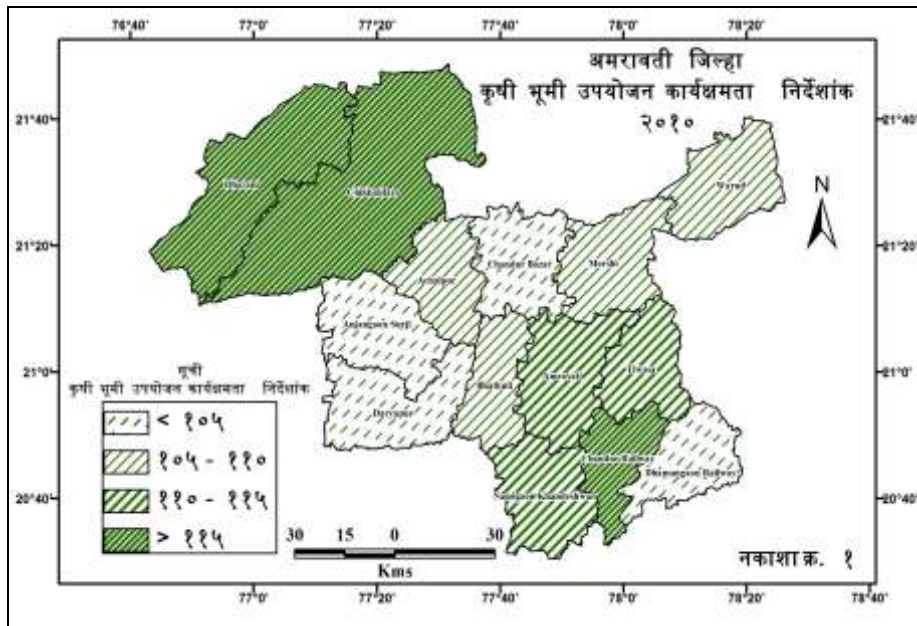 76°40' 77°0' 77°20' 77°40' 78°0' 78°20'
अमरावती जिल्हा
कृषी भूमी उपयोजन कार्यक्षमता निर्देशांक
२०१०
21°40' 21°40'
Warud
N
Chikhaldara
21°20' 21°20'
Chandur Bazar
Morshi
Achalpur
Anjangaon Surji
21°0' 21°0'
सूची
कृषी भूमी उपयोजन कार्यक्षमता निर्देशांक
Amravati
Daryapur
< १०५
१०५ - ११०
११० - ११५
> ११५
Chandur Railway
Dhamangaon Railway
Nandgaon Khandeshwar
20°40' 20°40'
30 15 0 30
Kms
नकाशा क्र. १
77°0' 77°20' 77°40' 78°0' 78°20' 78°40'